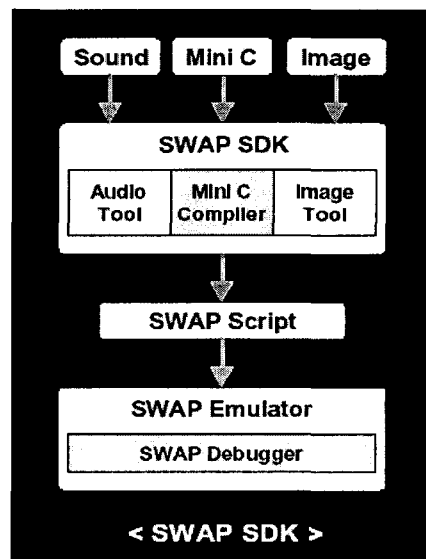 Sound Mini C Image
SWAP SDK
Audio Tool
Mini C Compiler
Image Tool
SWAP Script
SWAP Emulator
SWAP Debugger
< SWAP SDK >